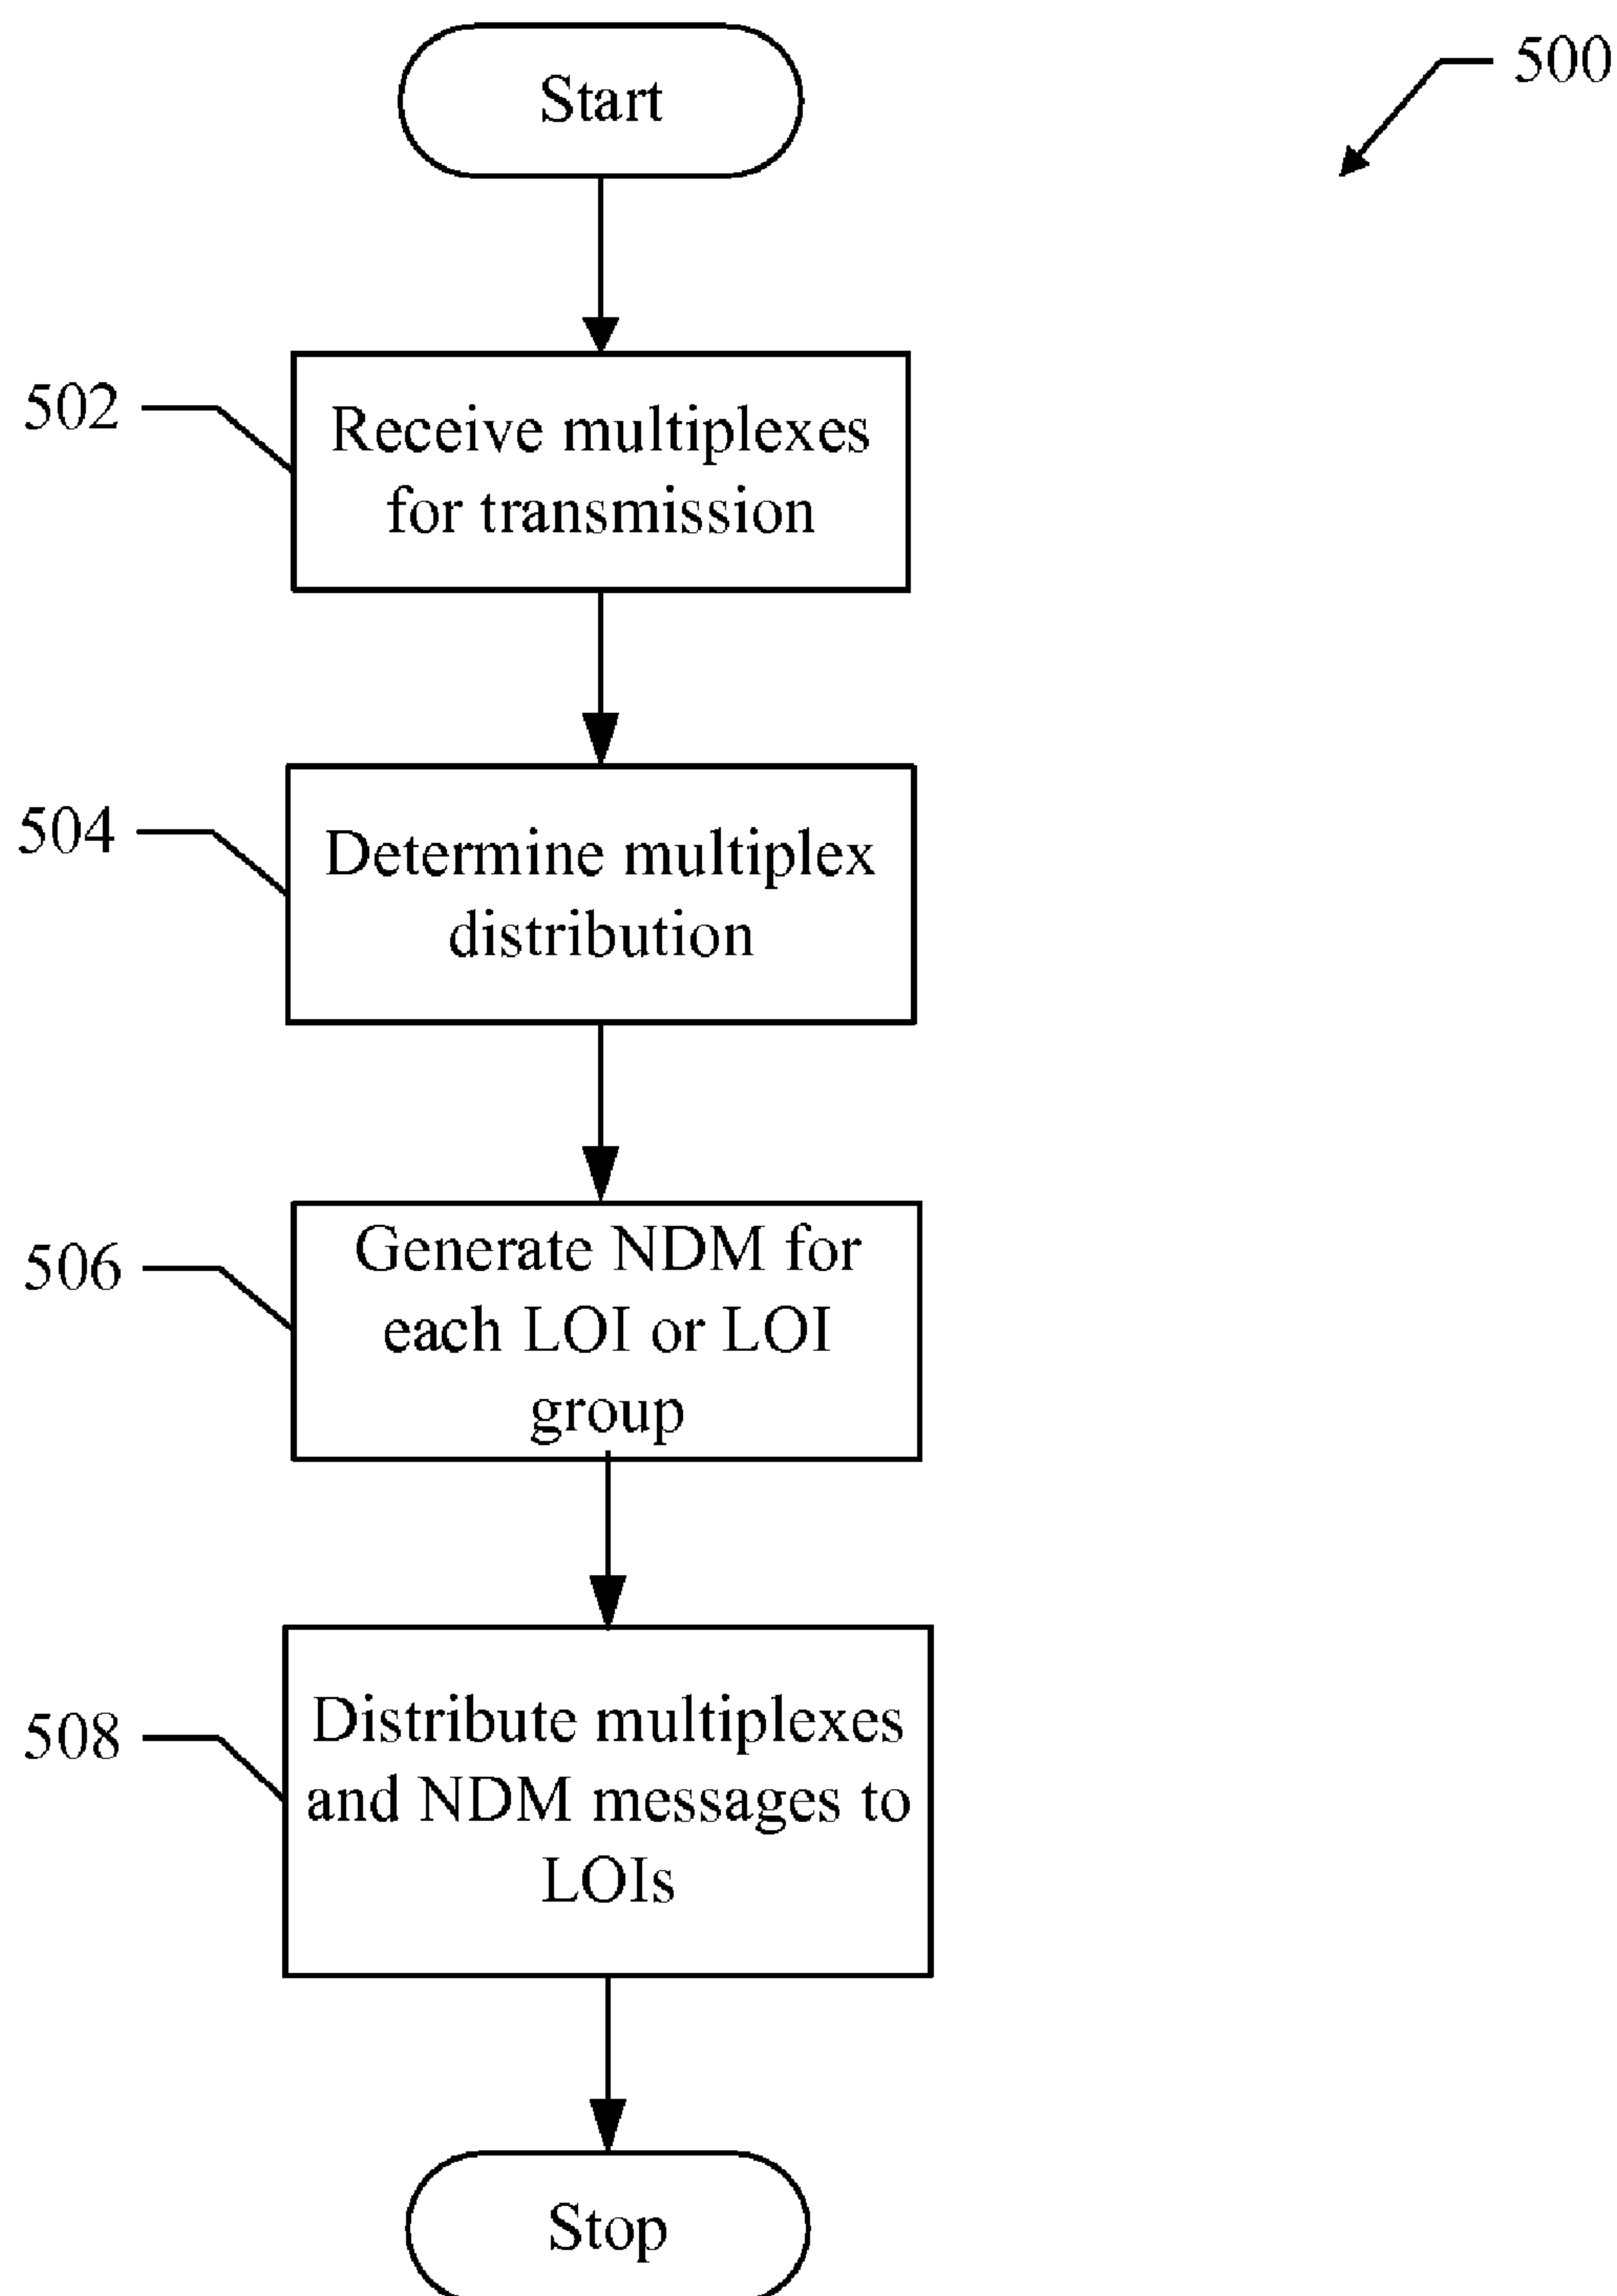 Start
500
502
Receive multiplexes
for transmission
504
Determine multiplex
distribution
506
Generate NDM for
each LOI or LOI
group
508
Distribute multiplexes
and NDM messages to
LOIs
Stop